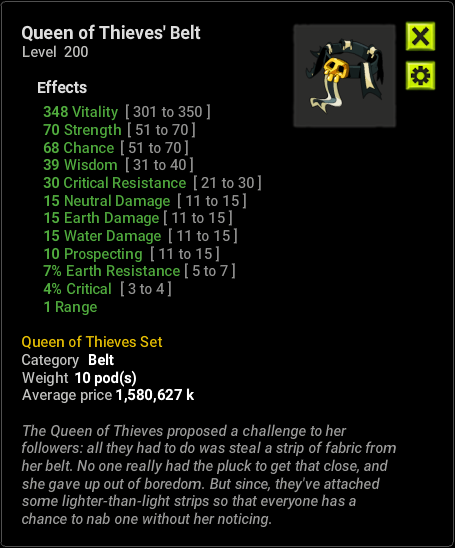 Queen of Thieves' Belt
Level 200
Effects
348 Vitality [ 301 to 350 ]
70 Strength [ 51 to 70 ]
68 Chance [ 51 to 70 ]
39 Wisdom [ 31 to 40 ]
30 Critical Resistance [ 21 to 30 ]
15 Neutral Damage [ 11 to 15 ]
15 Earth Damage [ 11 to 15 ]
15 Water Damage [ 11 to 15 ]
10 Prospecting [ 11 to 15 ]
7% Earth Resistance [ 5 to 7 ]
4% Critical [ 3 to 4 ]
1 Range
Queen of Thieves Set
Category Belt
Weight 10 pod(s)
Average price 1,580,627 k
The Queen of Thieves proposed a challenge to her
followers: all they had to do was steal a strip of fabric from
her belt. No one really had the pluck to get that close, and
she gave up out of boredom. But since, they've attached
some lighter-than-light strips so that everyone has a
chance to nab one without her noticing.